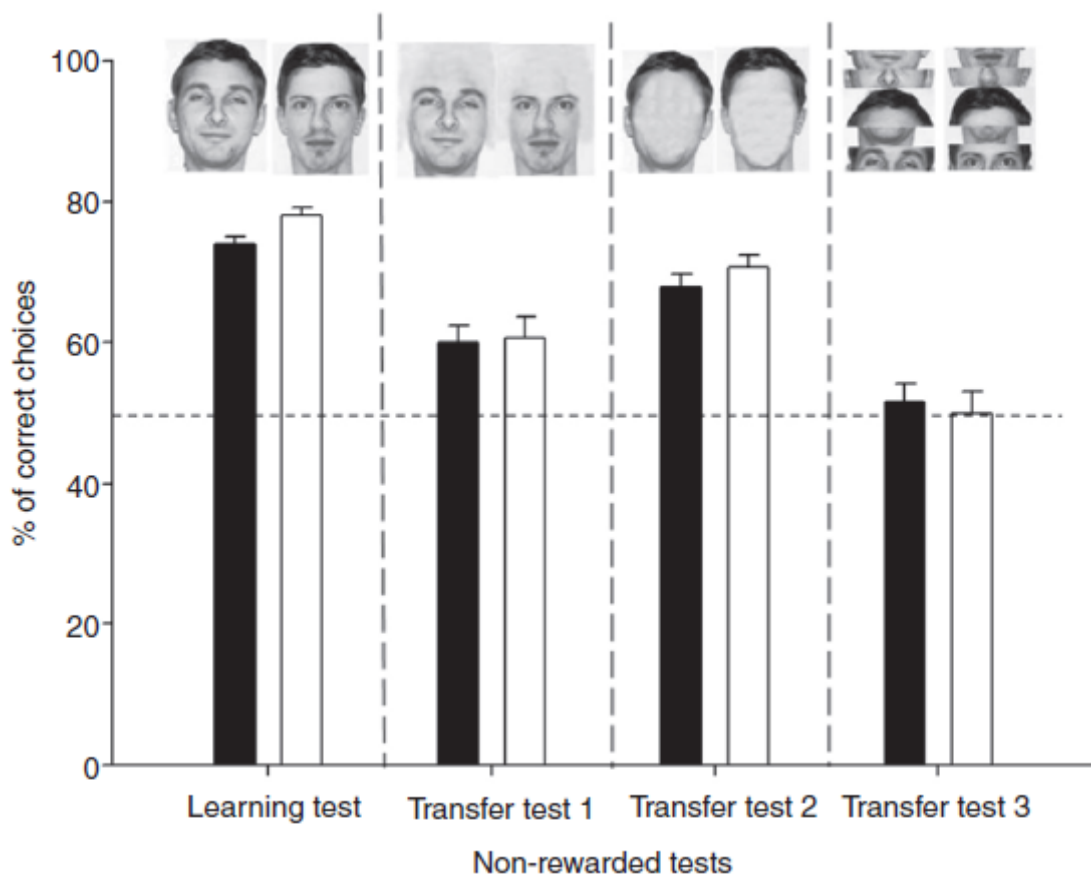 % of correct choices
100
80
60
40
20
0
Learning test
Transfer test 1
Transfer test 2
Transfer test 3
Non-rewarded tests